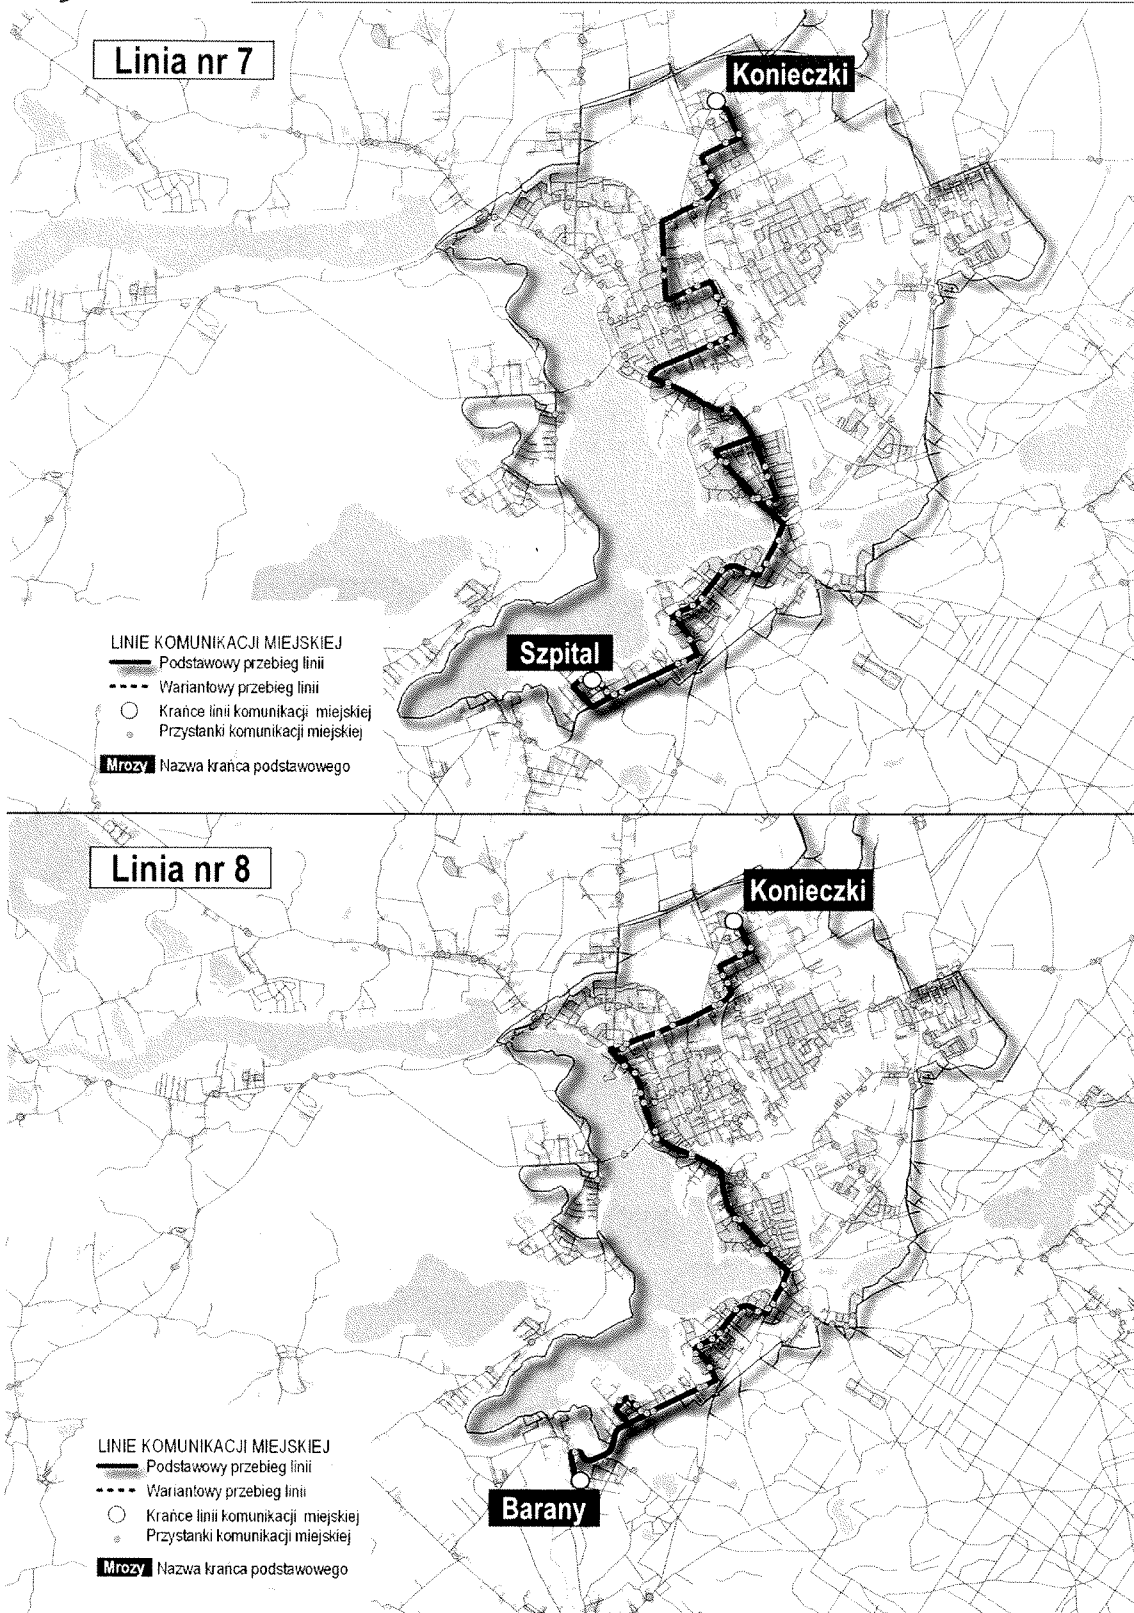 Linia nr 7
Konieczki
Szpital
LINIE KOMUNIKACJI MIEJSKIEJ
Podstawowy przebieg linii
Wariantowy przebieg linii
Krańce linii komunikacji miejskiej
Przystanki komunikacji miejskiej
Mrozy Nazwa krańca podstawowego
Linia nr 8
Konieczki
LINIE KOMUNIKACJI MIEJSKIEJ
Podstawowy przebieg linii
Wariantowy przebieg linii
Krańce linii komunikacji miejskiej
Przystanki komunikacji miejskiej
Mrozy Nazwa krańca podstawowego
Barany